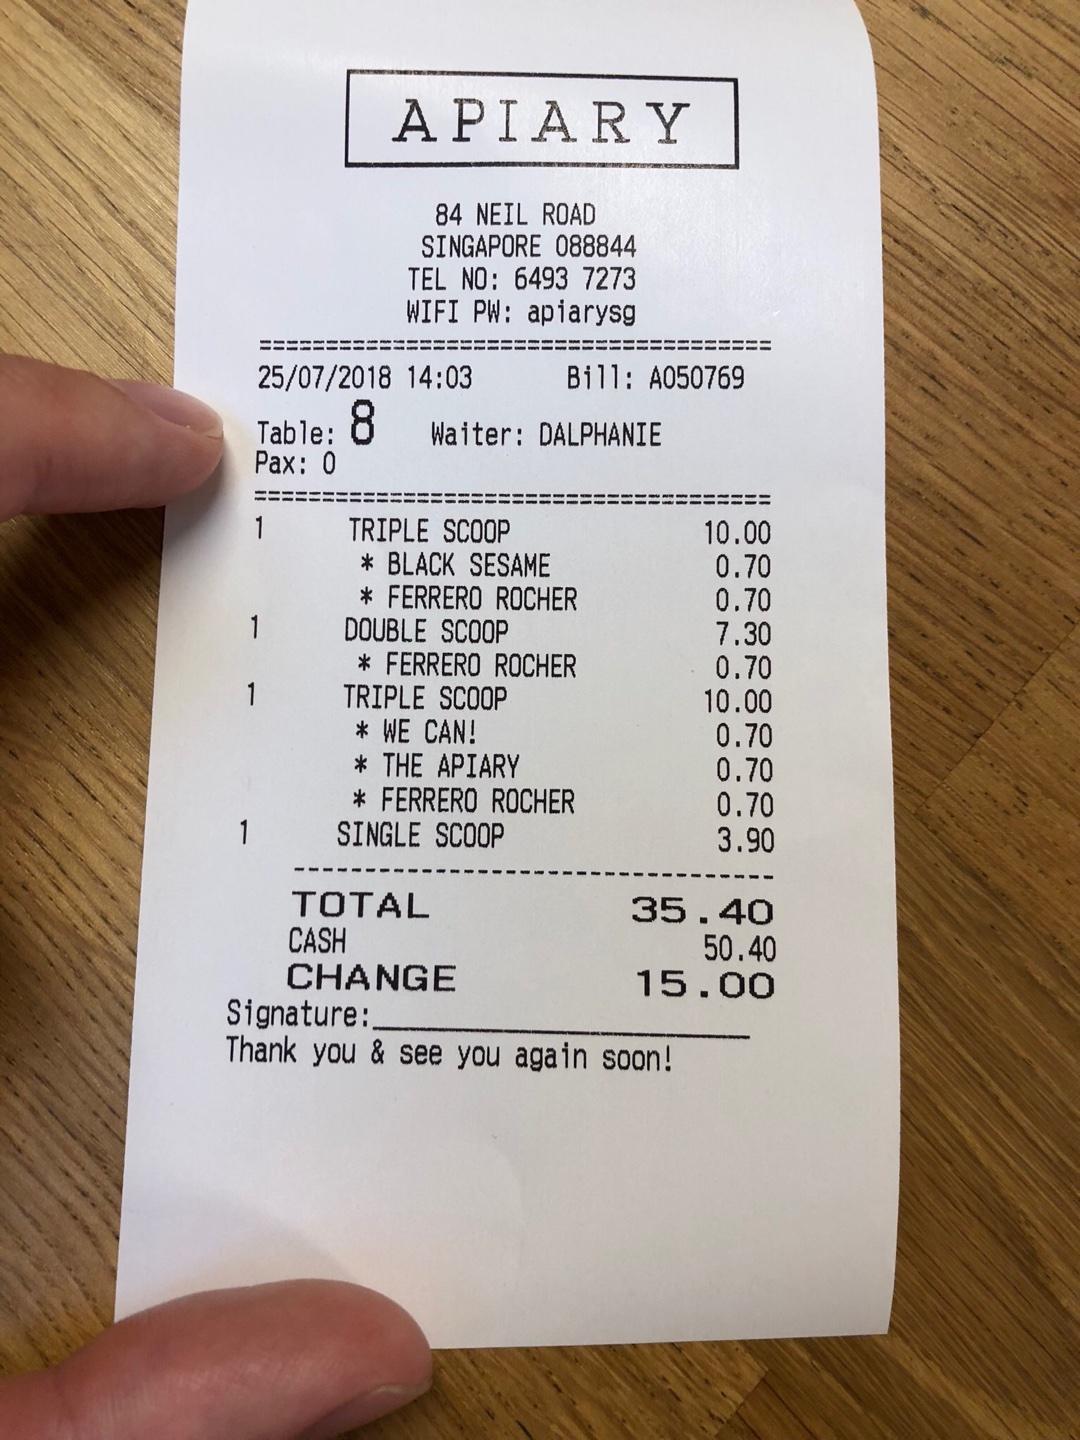 APIARY
84 NEIL ROAD
SINGAPORE 088844
TEL NO: 6493 7273
WIFI PW: apiarysg
======================================
25/07/2018 14:03 Bill: A050769
Table: 8 Waiter: DALPHANIE
Pax: 0
======================================
1 TRIPLE SCOOP 10.00
* BLACK SESAME 0.70
* FERRERO ROCHER 0.70
1 DOUBLE SCOOP 7.30
* FERRERO ROCHER 0.70
1 TRIPLE SCOOP 10.00
* WE CAN! 0.70
* THE APIARY 0.70
* FERRERO ROCHER 0.70
1 SINGLE SCOOP 3.90
-----------------------------------
TOTAL 35.40
CASH 50.40
CHANGE 15.00
Signature:__________________________
Thank you & see you again soon!